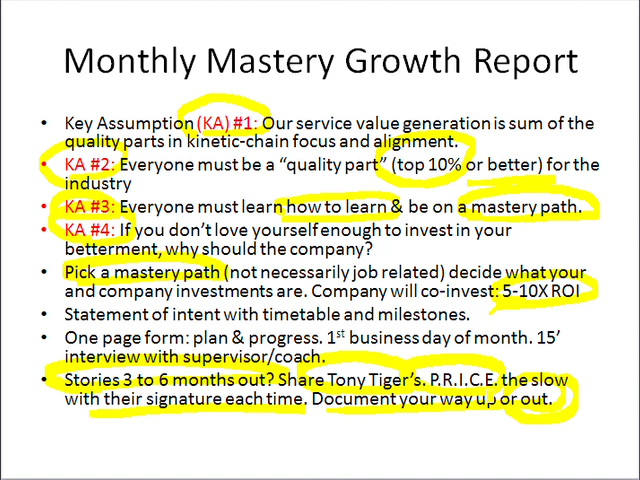 Monthly Mastery Growth Report
• Key Assumption (KA) #1: Our service value generation is sum of the
quality parts in kinetic-chain focus and alignment.
• KA #2: Everyone must be a “quality part” (top 10% or better) for the
industry
• KA #3: Everyone must learn how to learn & be on a mastery path.
• KA #4: If you don’t love yourself enough to invest in your
betterment, why should the company?
• Pick a mastery path (not necessarily job related) decide what your
and company investments are. Company will co-invest: 5-10X ROI
• Statement of intent with timetable and milestones.
• One page form: plan & progress. 1st business day of month. 15’
interview with supervisor/coach.
• Stories 3 to 6 months out? Share Tony Tiger’s. P.R.I.C.E. the slow
with their signature each time. Document your way up or out.